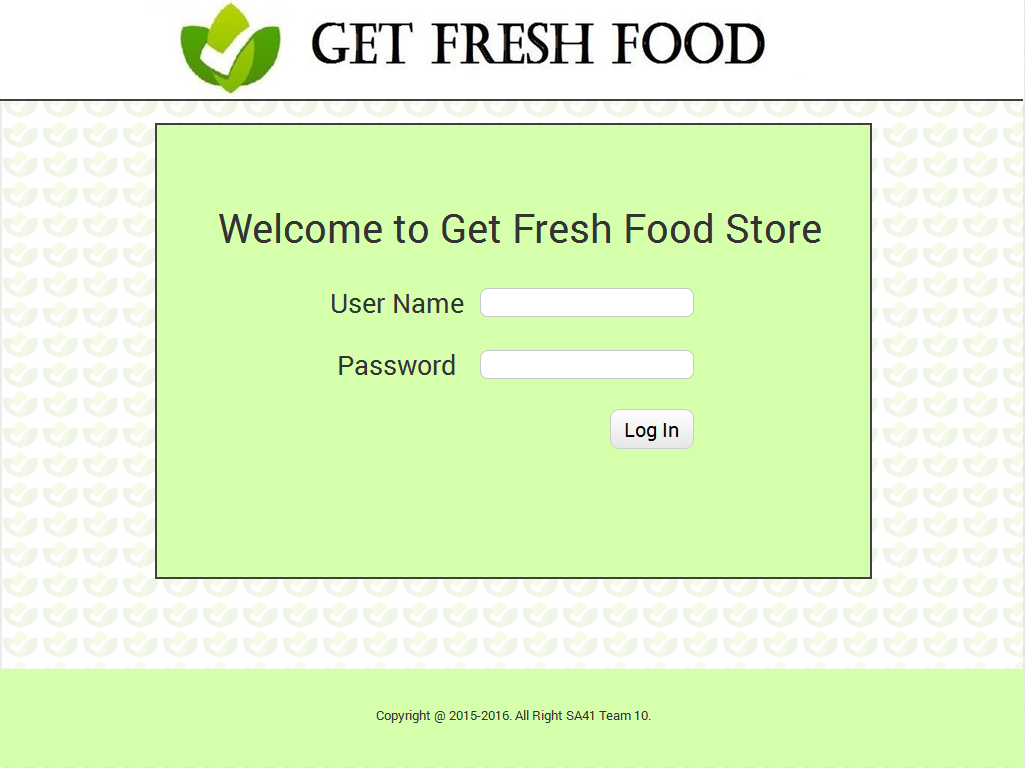 GET FRESH FOOD
Welcome to Get Fresh Food Store
User Name
Password
Log In
Copyright @ 2015-2016. All Right SA41 Team 10.